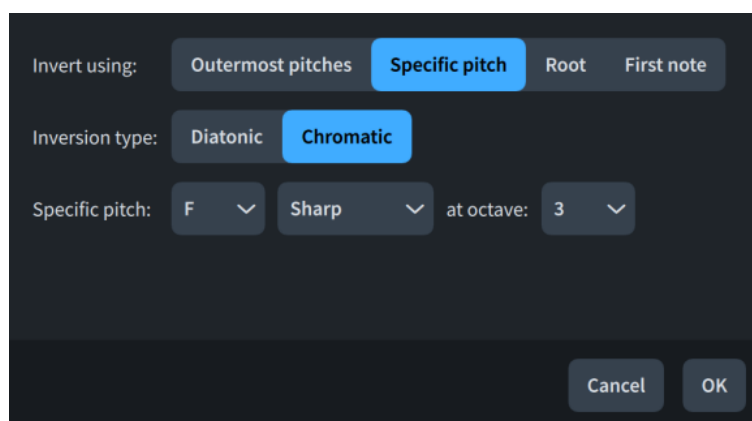 Invert using: Outermost pitches Specific pitch Root First note
Inversion type: Diatonic Chromatic
Specific pitch: F Sharp at octave: 3
Cancel OK